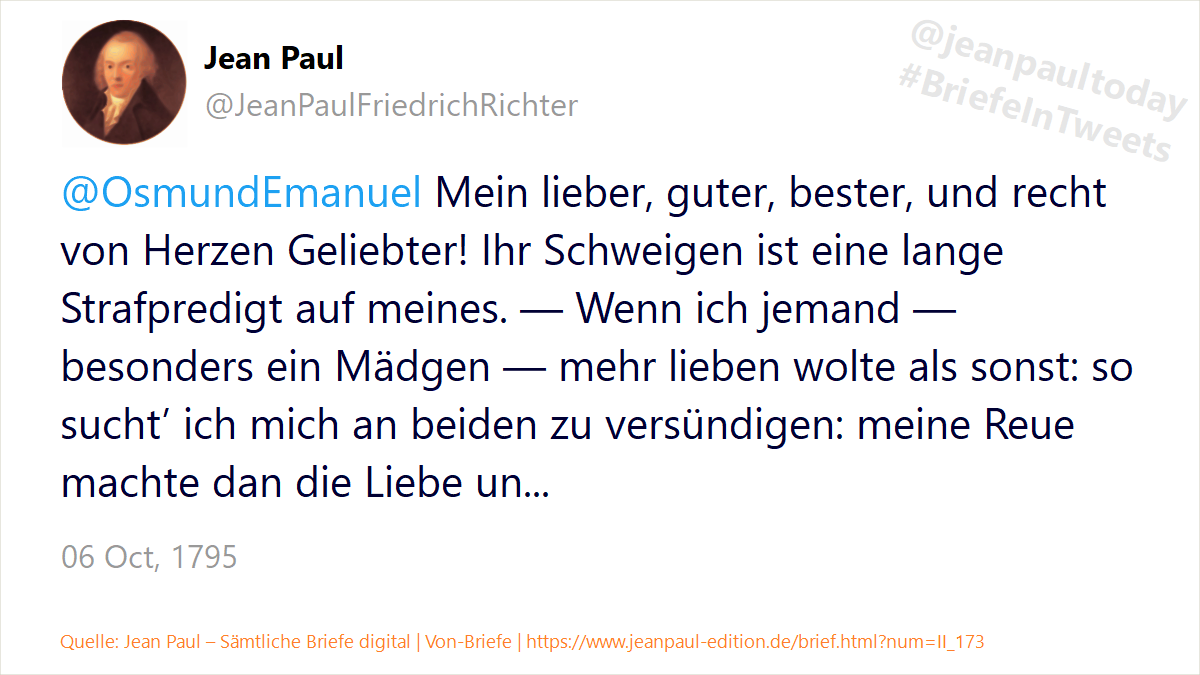 Jean Paul
@JeanPaulFriedrichRichter
@jeanpaultoday
#BriefeInTweets
@OsmundEmanuel Mein lieber, guter, bester, und recht
von Herzen Geliebter! Ihr Schweigen ist eine lange
Strafpredigt auf meines. — Wenn ich jemand —
besonders ein Mädgen — mehr lieben wolte als sonst: so
sucht’ ich mich an beiden zu versündigen: meine Reue
machte dan die Liebe un...
06 Oct, 1795
Quelle: Jean Paul – Sämtliche Briefe digital | Von-Briefe | https://www.jeanpaul-edition.de/brief.html?num=II_173